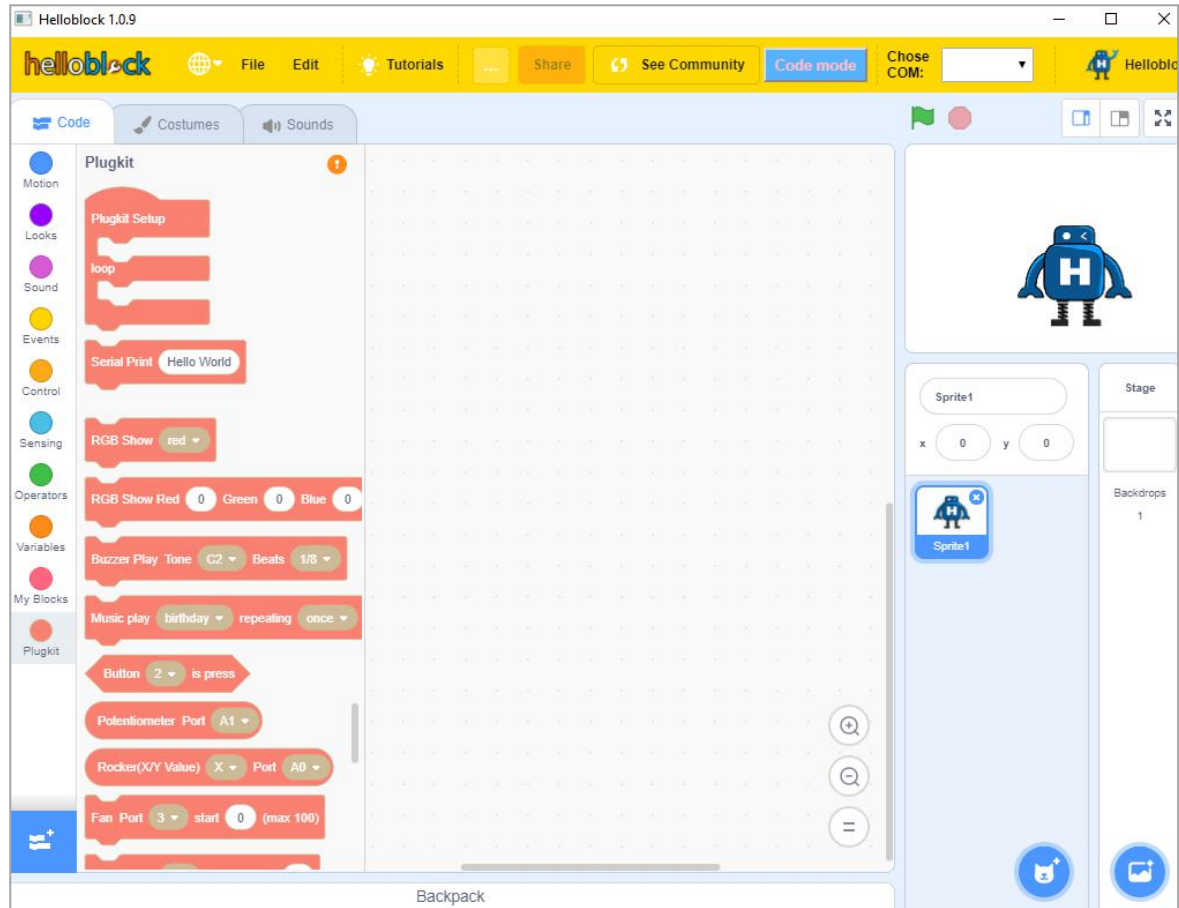 Helloblock 1.0.9
helloblock File Edit Tutorials ... Share See Community Code mode Chose COM: Helloblo
Code Costumes Sounds
Motion
Looks
Sound
Events
Control
Sensing
Operators
Variables
My Blocks
Plugkit
Plugkit
Plugkit Setup
loop
Serial Print Hello World
RGB Show red
RGB Show Red 0 Green 0 Blue 0
Buzzer Play Tone C2 Beats 1/8
Music play birthday repeating once
Button 2 is press
Potentiometer Port A1
Rocker(X/Y Value) X Port A0
Fan Port 3 start 0 (max 100)
Backpack
H
Sprite1
x 0 y 0
H
Sprite1
Stage
Backdrops
1